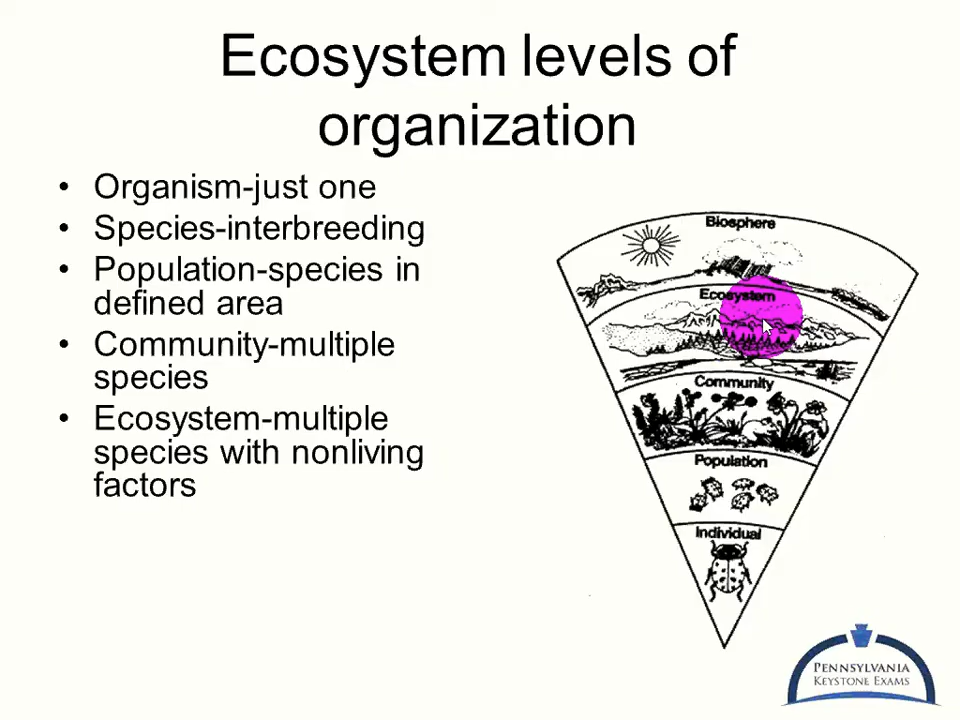 Ecosystem levels of
organization
• Organism-just one
• Species-interbreeding
• Population-species in
defined area
• Community-multiple
species
• Ecosystem-multiple
species with nonliving
factors
Biosphere
Ecosystem
Community
Population
Individual
PENNSYLVANIA
KEYSTONE EXAMS